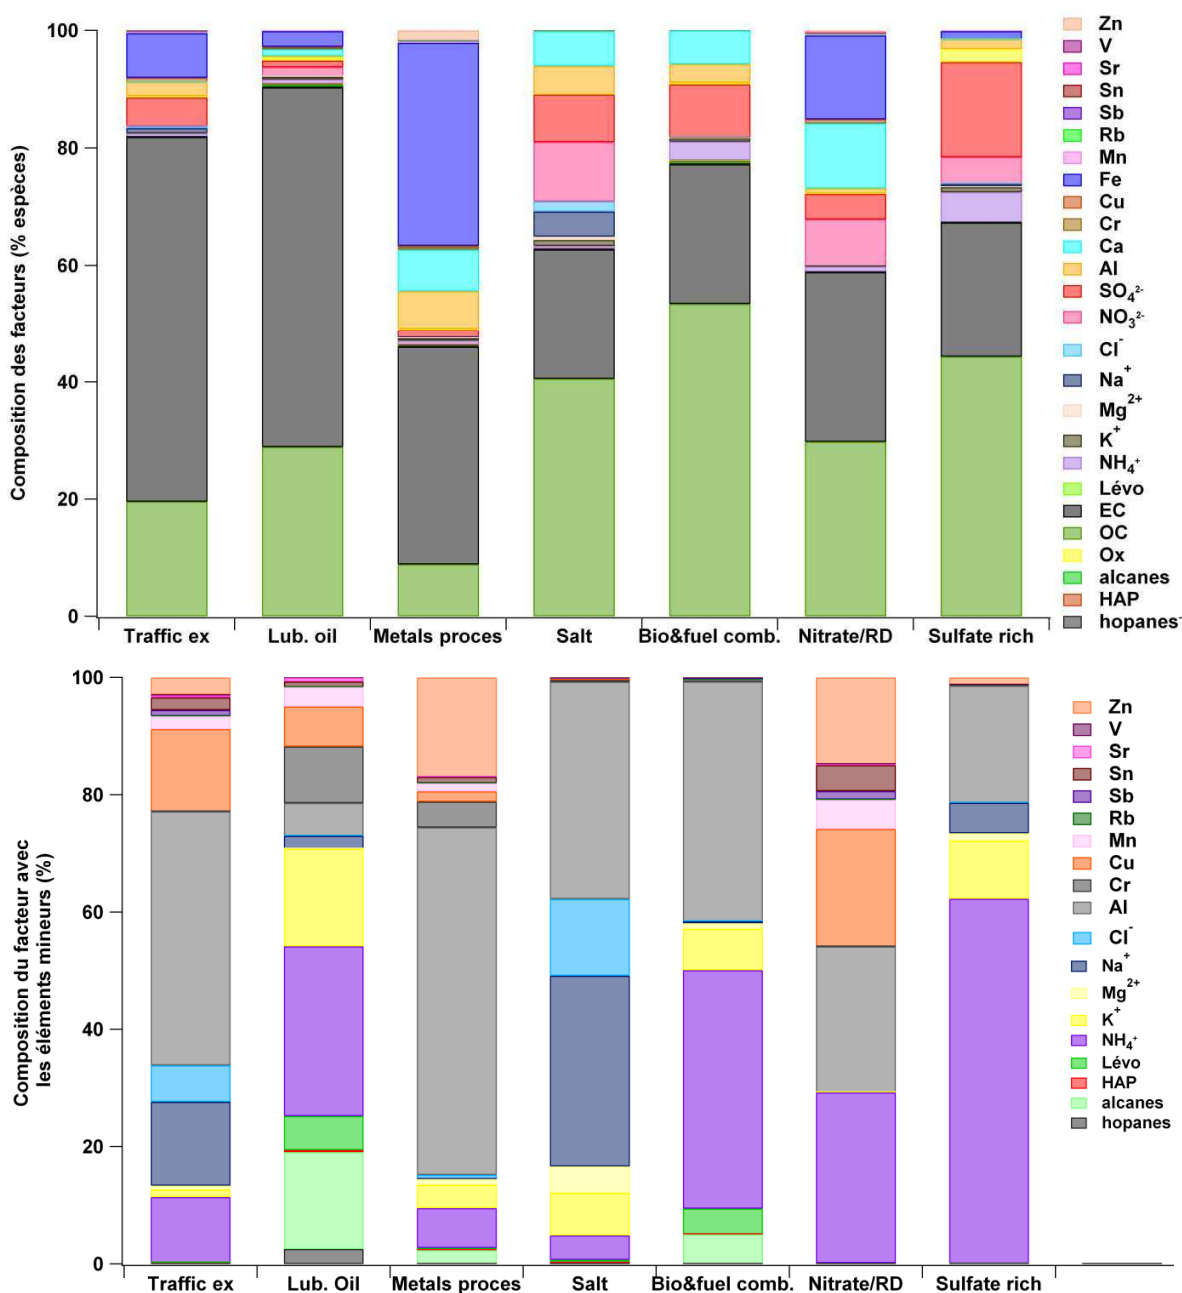 Composition des facteurs (% espèces)
100
80
60
40
20
0
Traffic ex
Lub. oil
Metals proces
Salt
Bio&fuel comb.
Nitrate/RD
Sulfate rich
Zn
V
Sr
Sn
Sb
Rb
Mn
Fe
Cu
Cr
Ca
Al
SO₄²⁻
NO₃²⁻
Cl⁻
Na⁺
Mg²⁺
K⁺
NH₄⁺
Lévo
EC
OC
Ox
alcanes
HAP
hopanes
Composition du facteur avec
les éléments mineurs (%)
100
80
60
40
20
0
Traffic ex
Lub. Oil
Metals proces
Salt
Bio&fuel comb.
Nitrate/RD
Sulfate rich
Zn
V
Sr
Sn
Sb
Rb
Mn
Cu
Cr
Al
Cl⁻
Na⁺
Mg²⁺
K⁺
NH₄⁺
Lévo
HAP
alcanes
hopanes